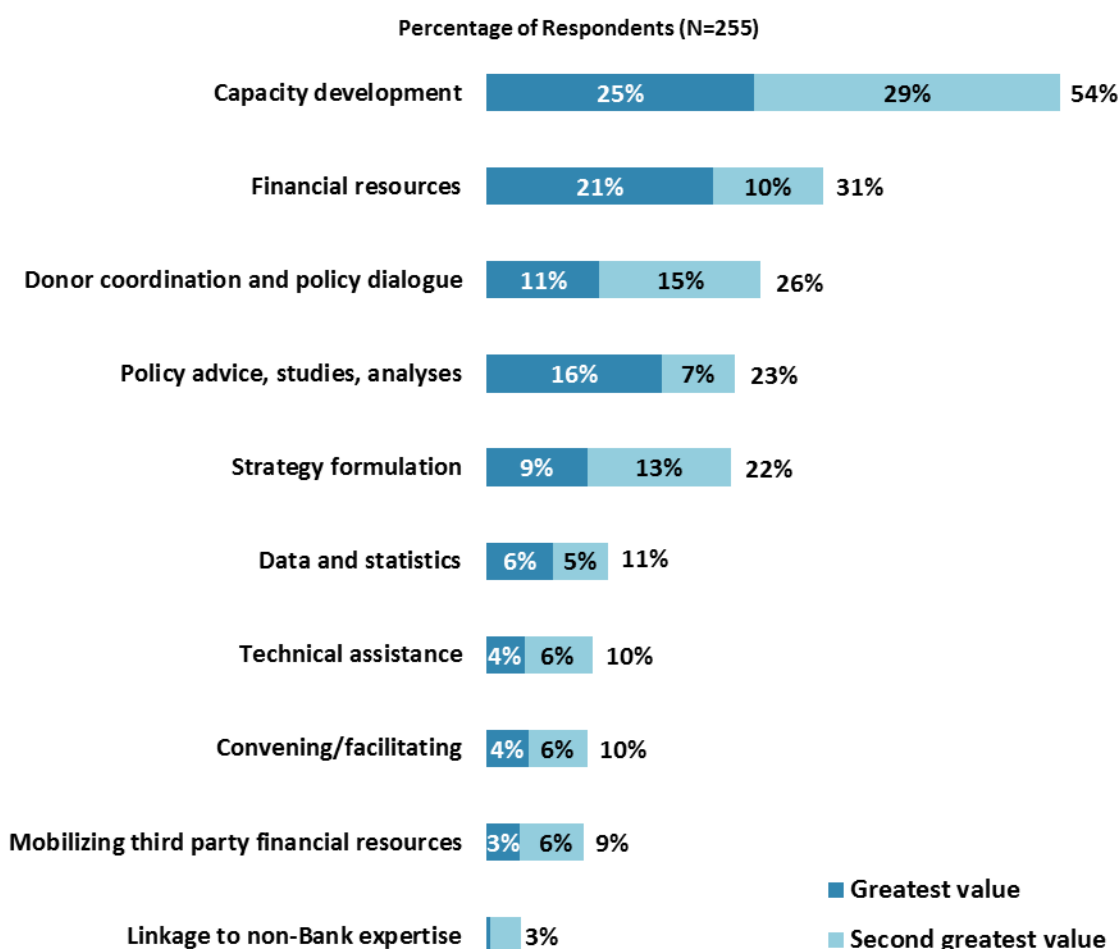 Percentage of Respondents (N=255)
Capacity development 25% 29% 54%
Financial resources 21% 10% 31%
Donor coordination and policy dialogue 11% 15% 26%
Policy advice, studies, analyses 16% 7% 23%
Strategy formulation 9% 13% 22%
Data and statistics 6% 5% 11%
Technical assistance 4% 6% 10%
Convening/facilitating 4% 6% 10%
Mobilizing third party financial resources 3% 6% 9%
Greatest value
Linkage to non-Bank expertise 3%
Second greatest value